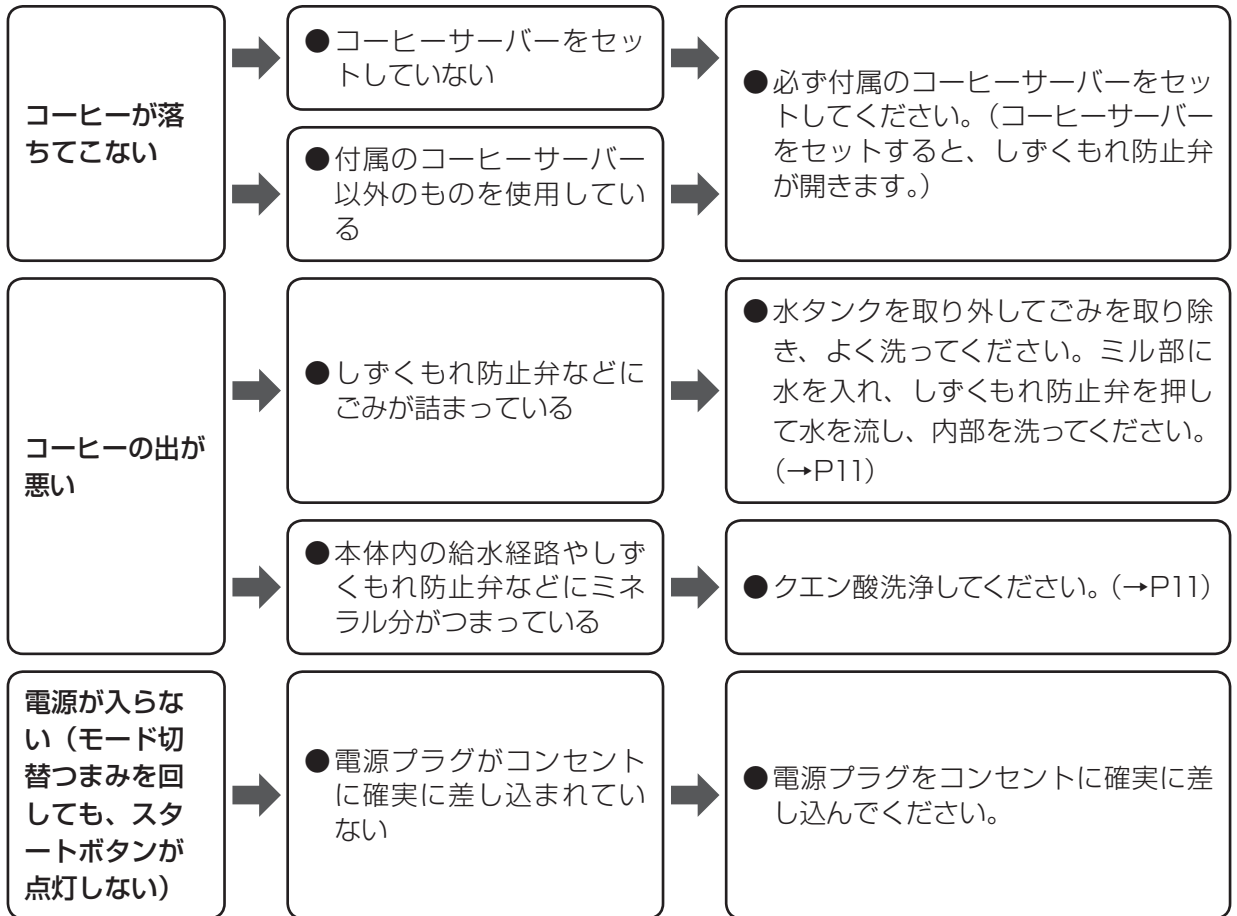 コーヒーが落
ちてこない
●コーヒーサーバーをセッ
トしていない
●付属のコーヒーサーバー
以外のものを使用してい
る
●必ず付属のコーヒーサーバーをセッ
トしてください。（コーヒーサーバー
をセットすると、しずくもれ防止弁
が開きます。）
コーヒーの出が
悪い
●しずくもれ防止弁などに
ごみが詰まっている
●水タンクを取り外してごみを取り除
き、よく洗ってください。ミル部に
水を入れ、しずくもれ防止弁を押し
て水を流し、内部を洗ってください。
（→P11）
●本体内の給水経路やしず
くもれ防止弁などにミネ
ラル分がつまっている
●クエン酸洗浄してください。（→P11）
電源が入らな
い（モード切
替つまみを回
しても、スタ
ートボタンが
点灯しない）
●電源プラグがコンセント
に確実に差し込まれてい
ない
●電源プラグをコンセントに確実に差
し込んでください。